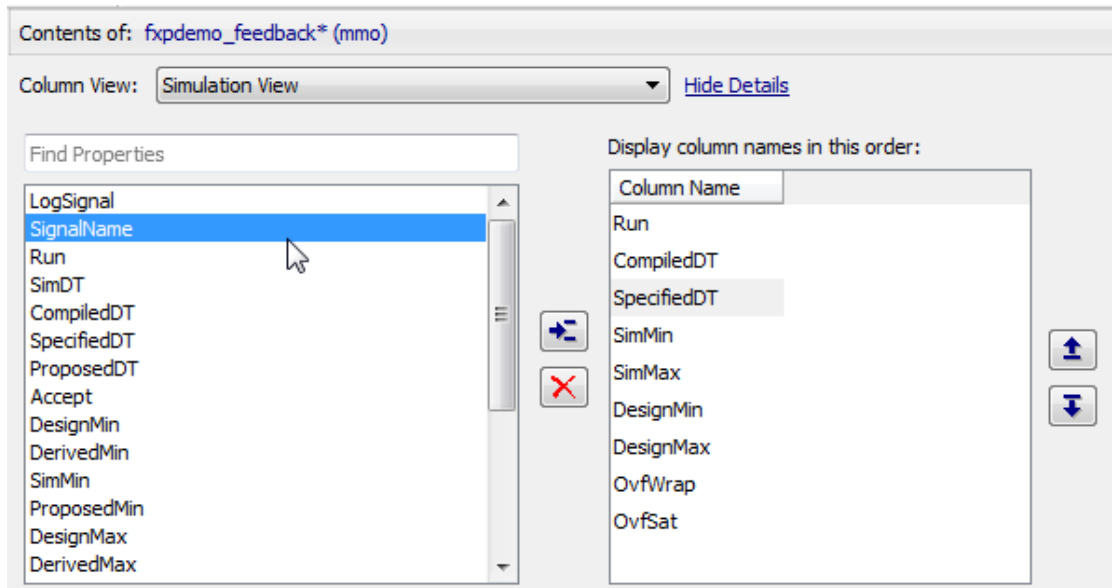 Contents of: fxpdemo_feedback* (mmo)
Column View: Simulation View Hide Details
Find Properties
LogSignal
SignalName
Run
SimDT
CompiledDT
SpecifiedDT
ProposedDT
Accept
DesignMin
DerivedMin
SimMin
ProposedMin
DesignMax
DerivedMax
Display column names in this order:
Column Name
Run
CompiledDT
SpecifiedDT
SimMin
SimMax
DesignMin
DesignMax
OvfWrap
OvfSat